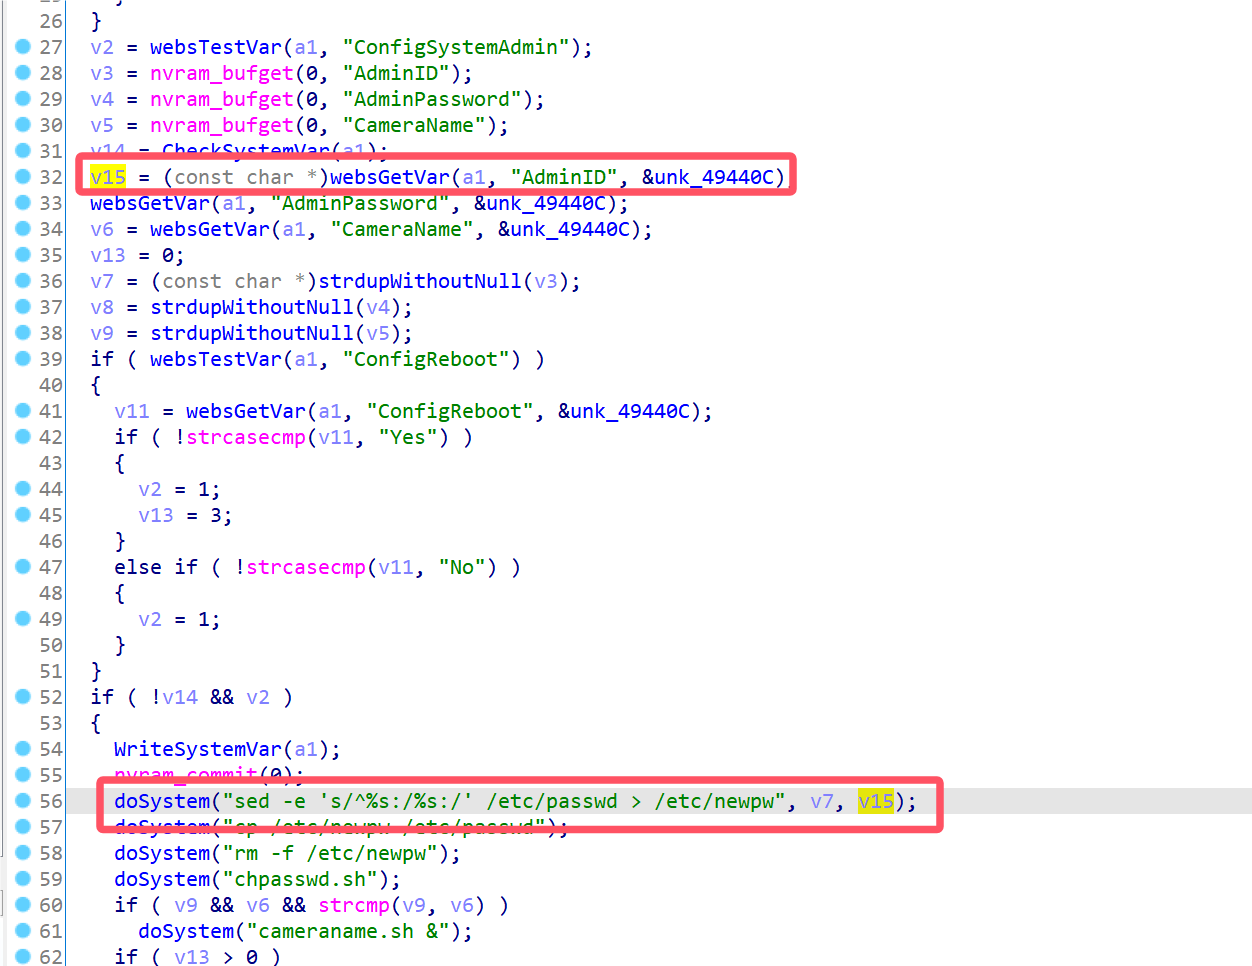 26 }
27 v2 = websTestVar(a1, "ConfigSystemAdmin");
28 v3 = nvram_bufget(0, "AdminID");
29 v4 = nvram_bufget(0, "AdminPassword");
30 v5 = nvram_bufget(0, "CameraName");
31 v14 = CheckSystemVar(a1);
32 v15 = (const char *)websGetVar(a1, "AdminID", &unk_49440C)
33 websGetVar(a1, "AdminPassword", &unk_49440C);
34 v6 = websGetVar(a1, "CameraName", &unk_49440C);
35 v13 = 0;
36 v7 = (const char *)strdupWithoutNull(v3);
37 v8 = strdupWithoutNull(v4);
38 v9 = strdupWithoutNull(v5);
39 if ( websTestVar(a1, "ConfigReboot") )
40 {
41 v11 = websGetVar(a1, "ConfigReboot", &unk_49440C);
42 if ( !strcasecmp(v11, "Yes") )
43 {
44 v2 = 1;
45 v13 = 3;
46 }
47 else if ( !strcasecmp(v11, "No") )
48 {
49 v2 = 1;
50 }
51 }
52 if ( !v14 && v2 )
53 {
54 WriteSystemVar(a1);
55 nvram_commit(0);
56 doSystem("sed -e 's/^%s:/%s:/' /etc/passwd > /etc/newpw", v7, v15);
57 doSystem("cp /etc/newpw /etc/passwd");
58 doSystem("rm -f /etc/newpw");
59 doSystem("chpasswd.sh");
60 if ( v9 && v6 && strcmp(v9, v6) )
61 doSystem("cameraname.sh &");
62 if ( v13 > 0 )